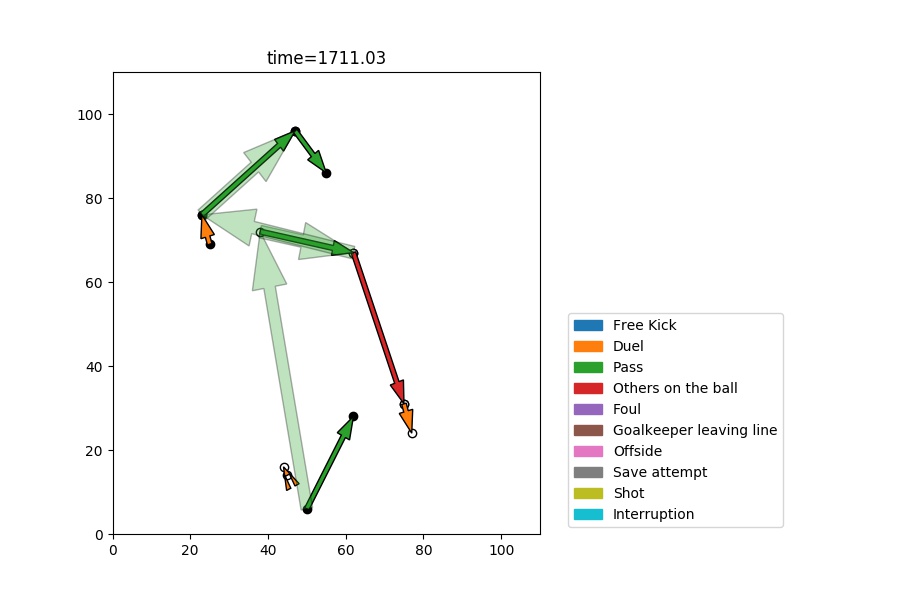 time=1711.03
100
80
60
40
20
0
0 20 40 60 80 100
Free Kick
Duel
Pass
Others on the ball
Foul
Goalkeeper leaving line
Offside
Save attempt
Shot
Interruption